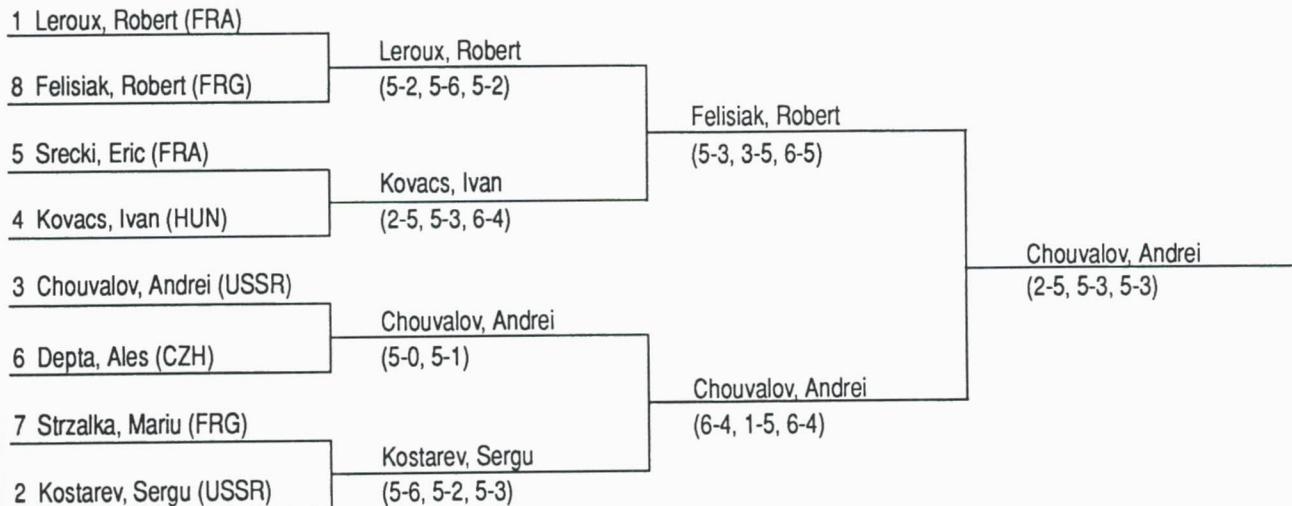 1 Leroux, Robert (FRA)
8 Felisiak, Robert (FRG)
5 Srecki, Eric (FRA)
4 Kovacs, Ivan (HUN)
3 Chouvalov, Andrei (USSR)
6 Depta, Ales (CZH)
7 Strzalka, Mariu (FRG)
2 Kostarev, Sergu (USSR)
Leroux, Robert
(5-2, 5-6, 5-2)
Kovacs, Ivan
(2-5, 5-3, 6-4)
Chouvalov, Andrei
(5-0, 5-1)
Kostarev, Sergu
(5-6, 5-2, 5-3)
Felisiak, Robert
(5-3, 3-5, 6-5)
Chouvalov, Andrei
(6-4, 1-5, 6-4)
Chouvalov, Andrei
(2-5, 5-3, 5-3)